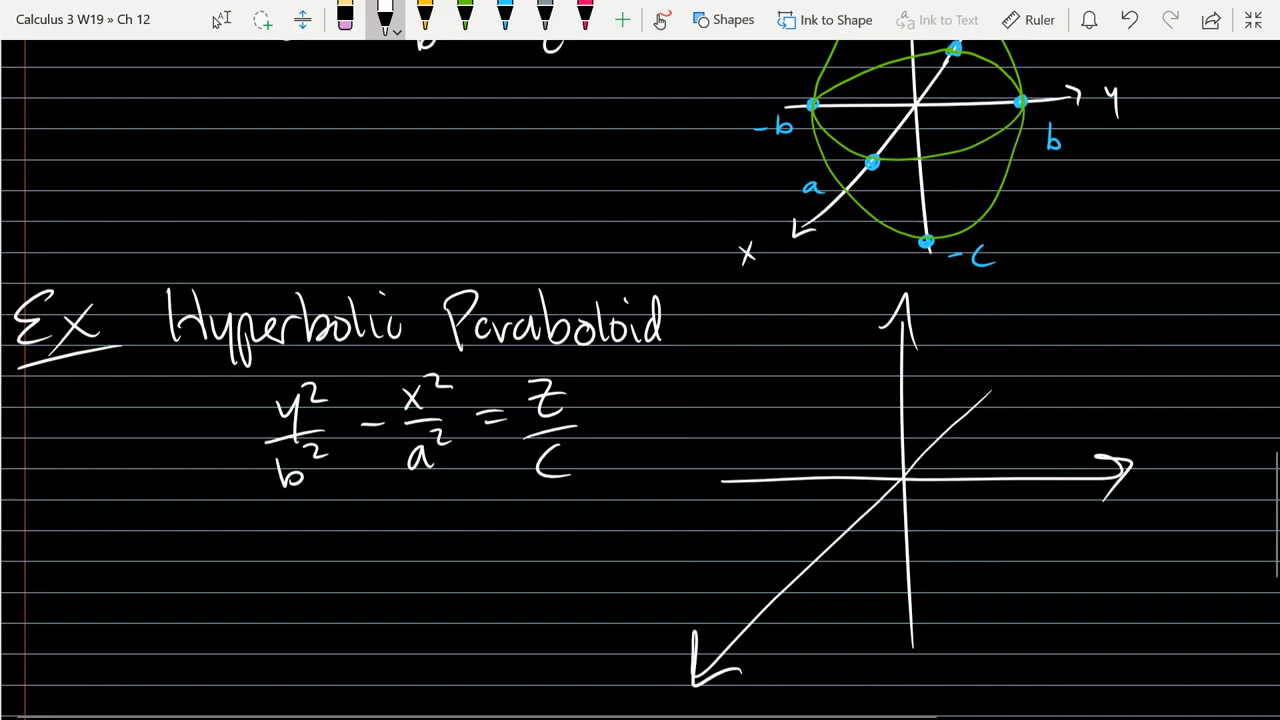 Calculus 3 W19 » Ch 12
Shapes
Ink to Shape
Ink to Text
Ruler
b c
y
-b
b
a
x
-c
Ex Hyperbolic Paraboloid
y²/b² - x²/a² = z/c